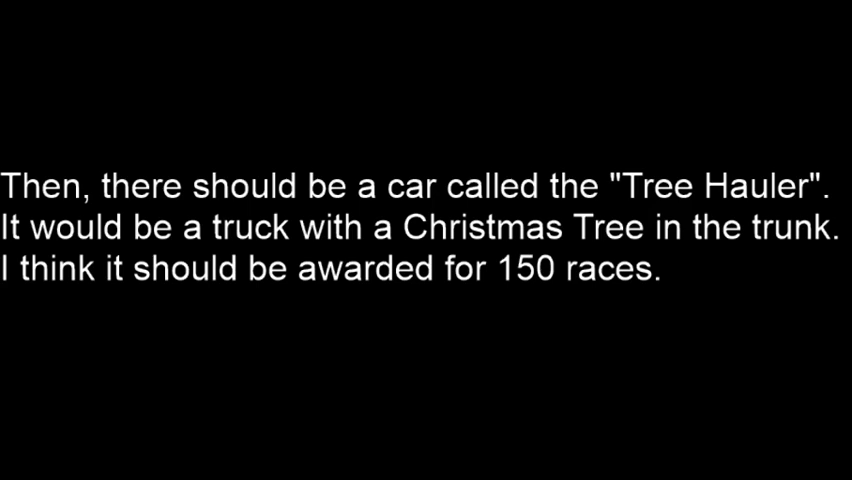 Then, there should be a car called the "Tree Hauler".
It would be a truck with a Christmas Tree in the trunk.
I think it should be awarded for 150 races.